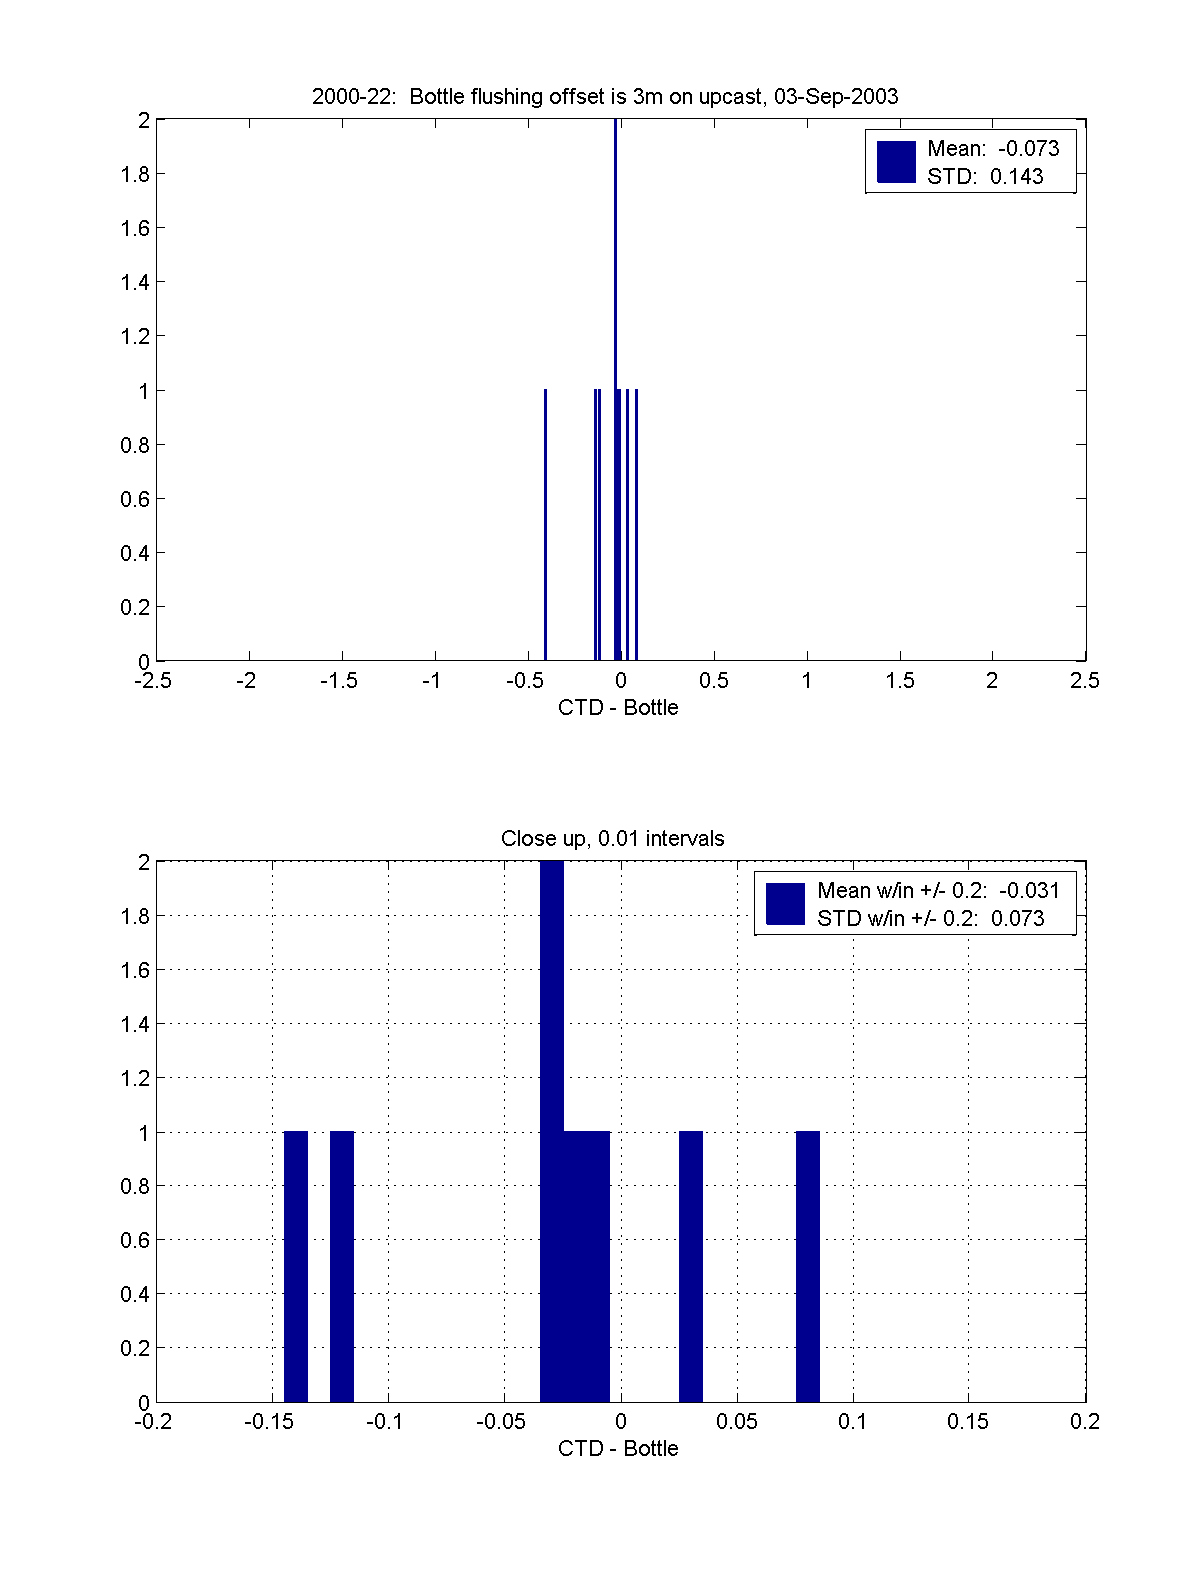 2000-22:  Bottle flushing offset is 3m on upcast, 03-Sep-2003
Mean:  -0.073
STD:  0.143
2
1.8
1.6
1.4
1.2
1
0.8
0.6
0.4
0.2
0
-2.5 -2 -1.5 -1 -0.5 0 0.5 1 1.5 2 2.5
CTD - Bottle
Close up, 0.01 intervals
Mean w/in +/- 0.2:  -0.031
STD w/in +/- 0.2:  0.073
2
1.8
1.6
1.4
1.2
1
0.8
0.6
0.4
0.2
0
-0.2 -0.15 -0.1 -0.05 0 0.05 0.1 0.15 0.2
CTD - Bottle